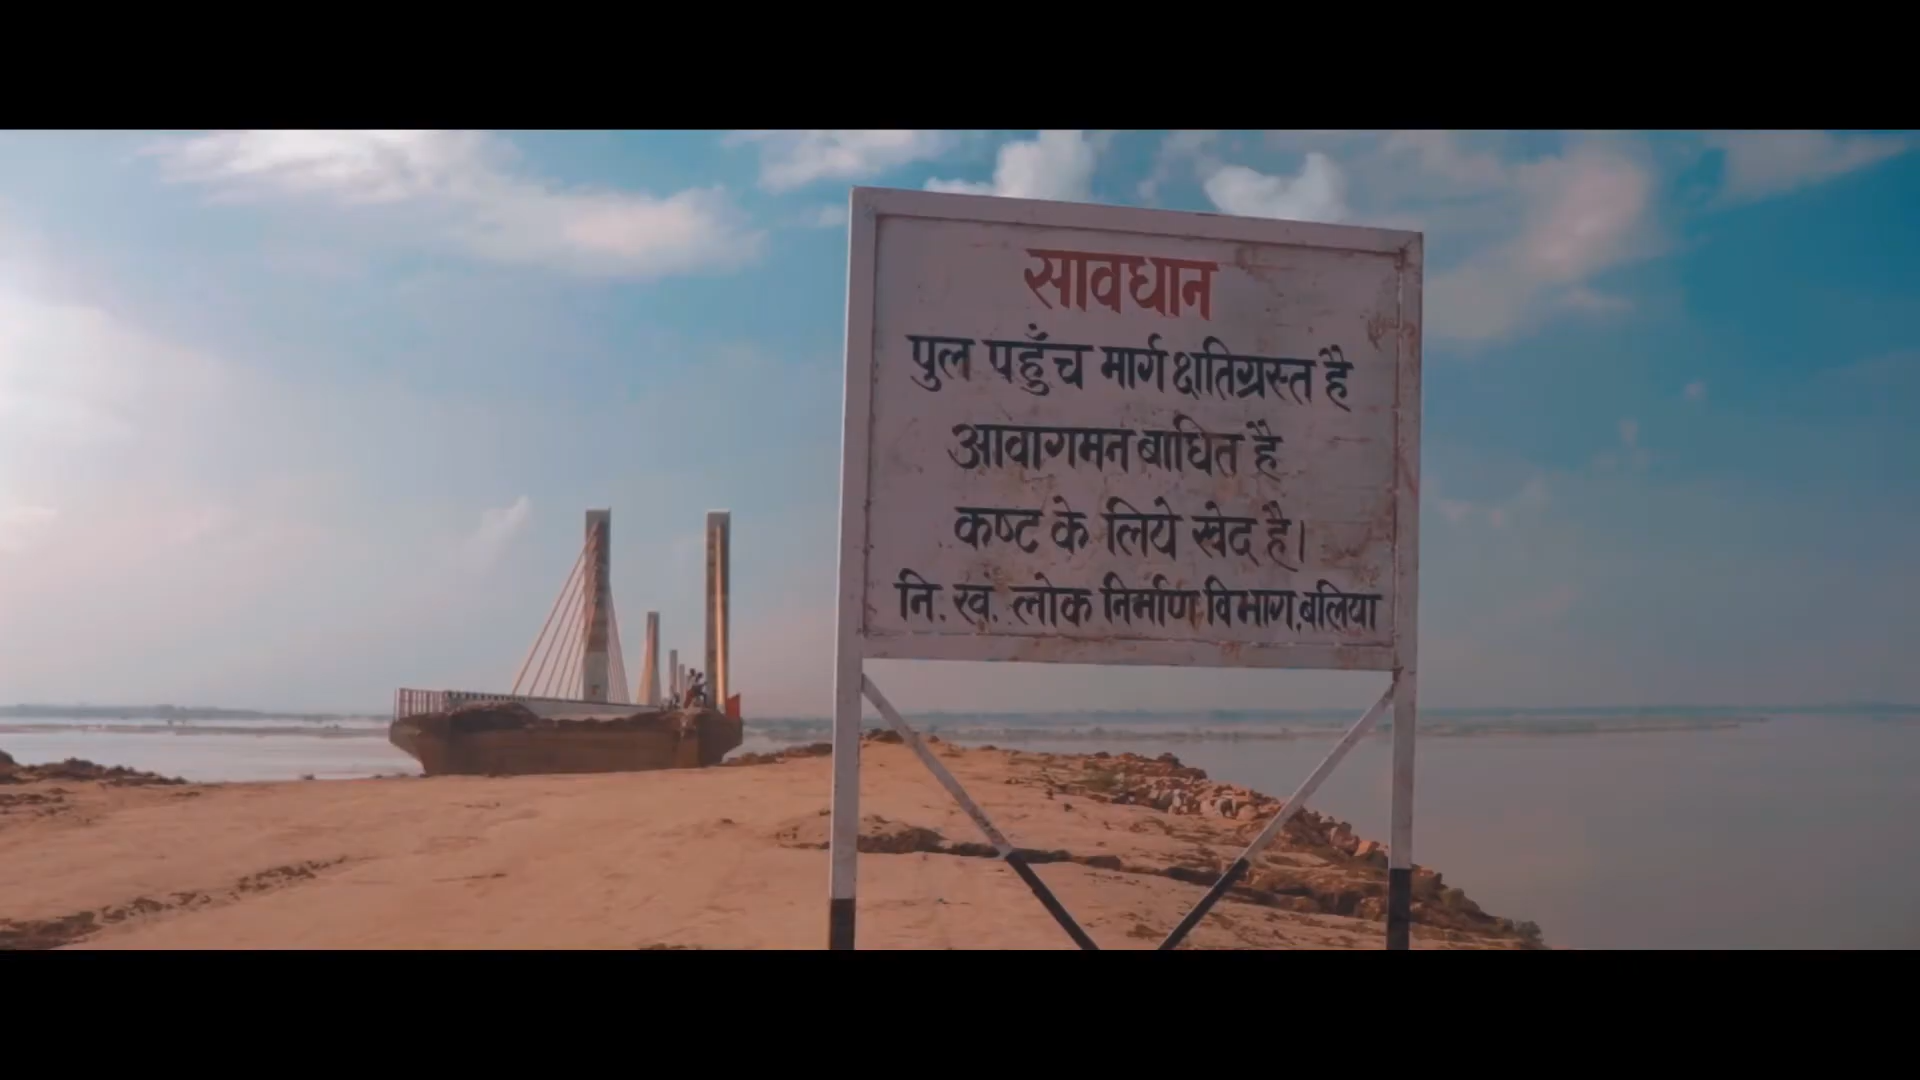 सावधान
पुल पहुँच मार्ग क्षतिग्रस्त है
आवागमन बाधित है
कष्ट के लिये खेद है।
नि. खं. लोक निर्माण विभाग, बलिया